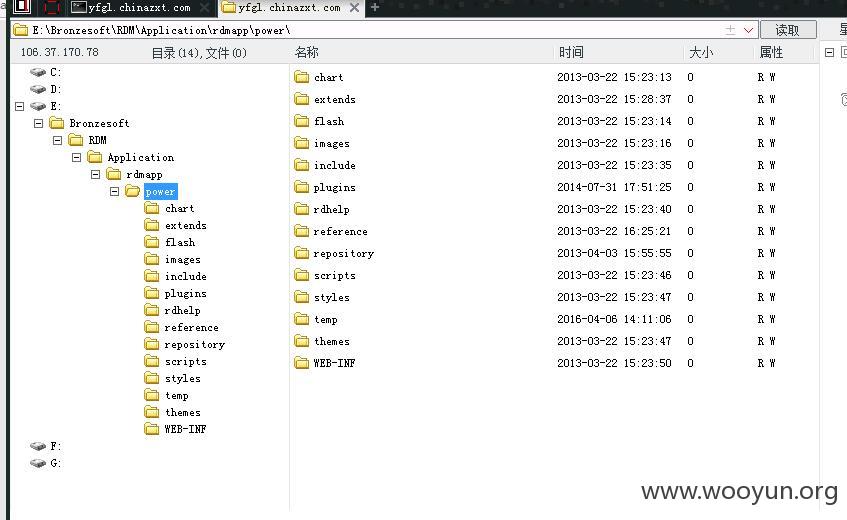 yfgl.chinazxt.com yfgl.chinazxt.com
E:\Bronzesoft\RDM\Application\rdmapp\power\ 读取
106.37.170.78 目录(14),文件(0) 名称 时间 大小 属性
C:
D:
E:
Bronzesoft
RDM
Application
rdmapp
power
chart
extends
flash
images
include
plugins
rdhelp
reference
repository
scripts
styles
temp
themes
WEB-INF
F:
G:
chart 2013-03-22 15:23:13 0 R W
extends 2013-03-22 15:28:37 0 R W
flash 2013-03-22 15:23:14 0 R W
images 2013-03-22 15:23:16 0 R W
include 2013-03-22 15:23:35 0 R W
plugins 2014-07-31 17:51:25 0 R W
rdhelp 2013-03-22 15:23:40 0 R W
reference 2013-03-22 16:25:21 0 R W
repository 2013-04-03 15:55:55 0 R W
scripts 2013-03-22 15:23:46 0 R W
styles 2013-03-22 15:23:47 0 R W
temp 2016-04-06 14:11:06 0 R W
themes 2013-03-22 15:23:47 0 R W
WEB-INF 2013-03-22 15:23:50 0 R W
www.wooyun.org